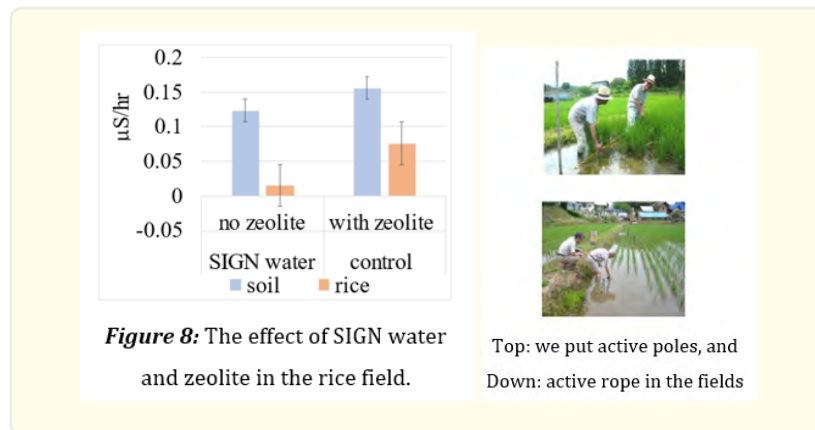 0.2
0.15
0.1
0.05
0
-0.05
μS/hr
no zeolite with zeolite
SIGN water control
soil rice
Figure 8: The effect of SIGN water
and zeolite in the rice field.
Top: we put active poles, and
Down: active rope in the fields